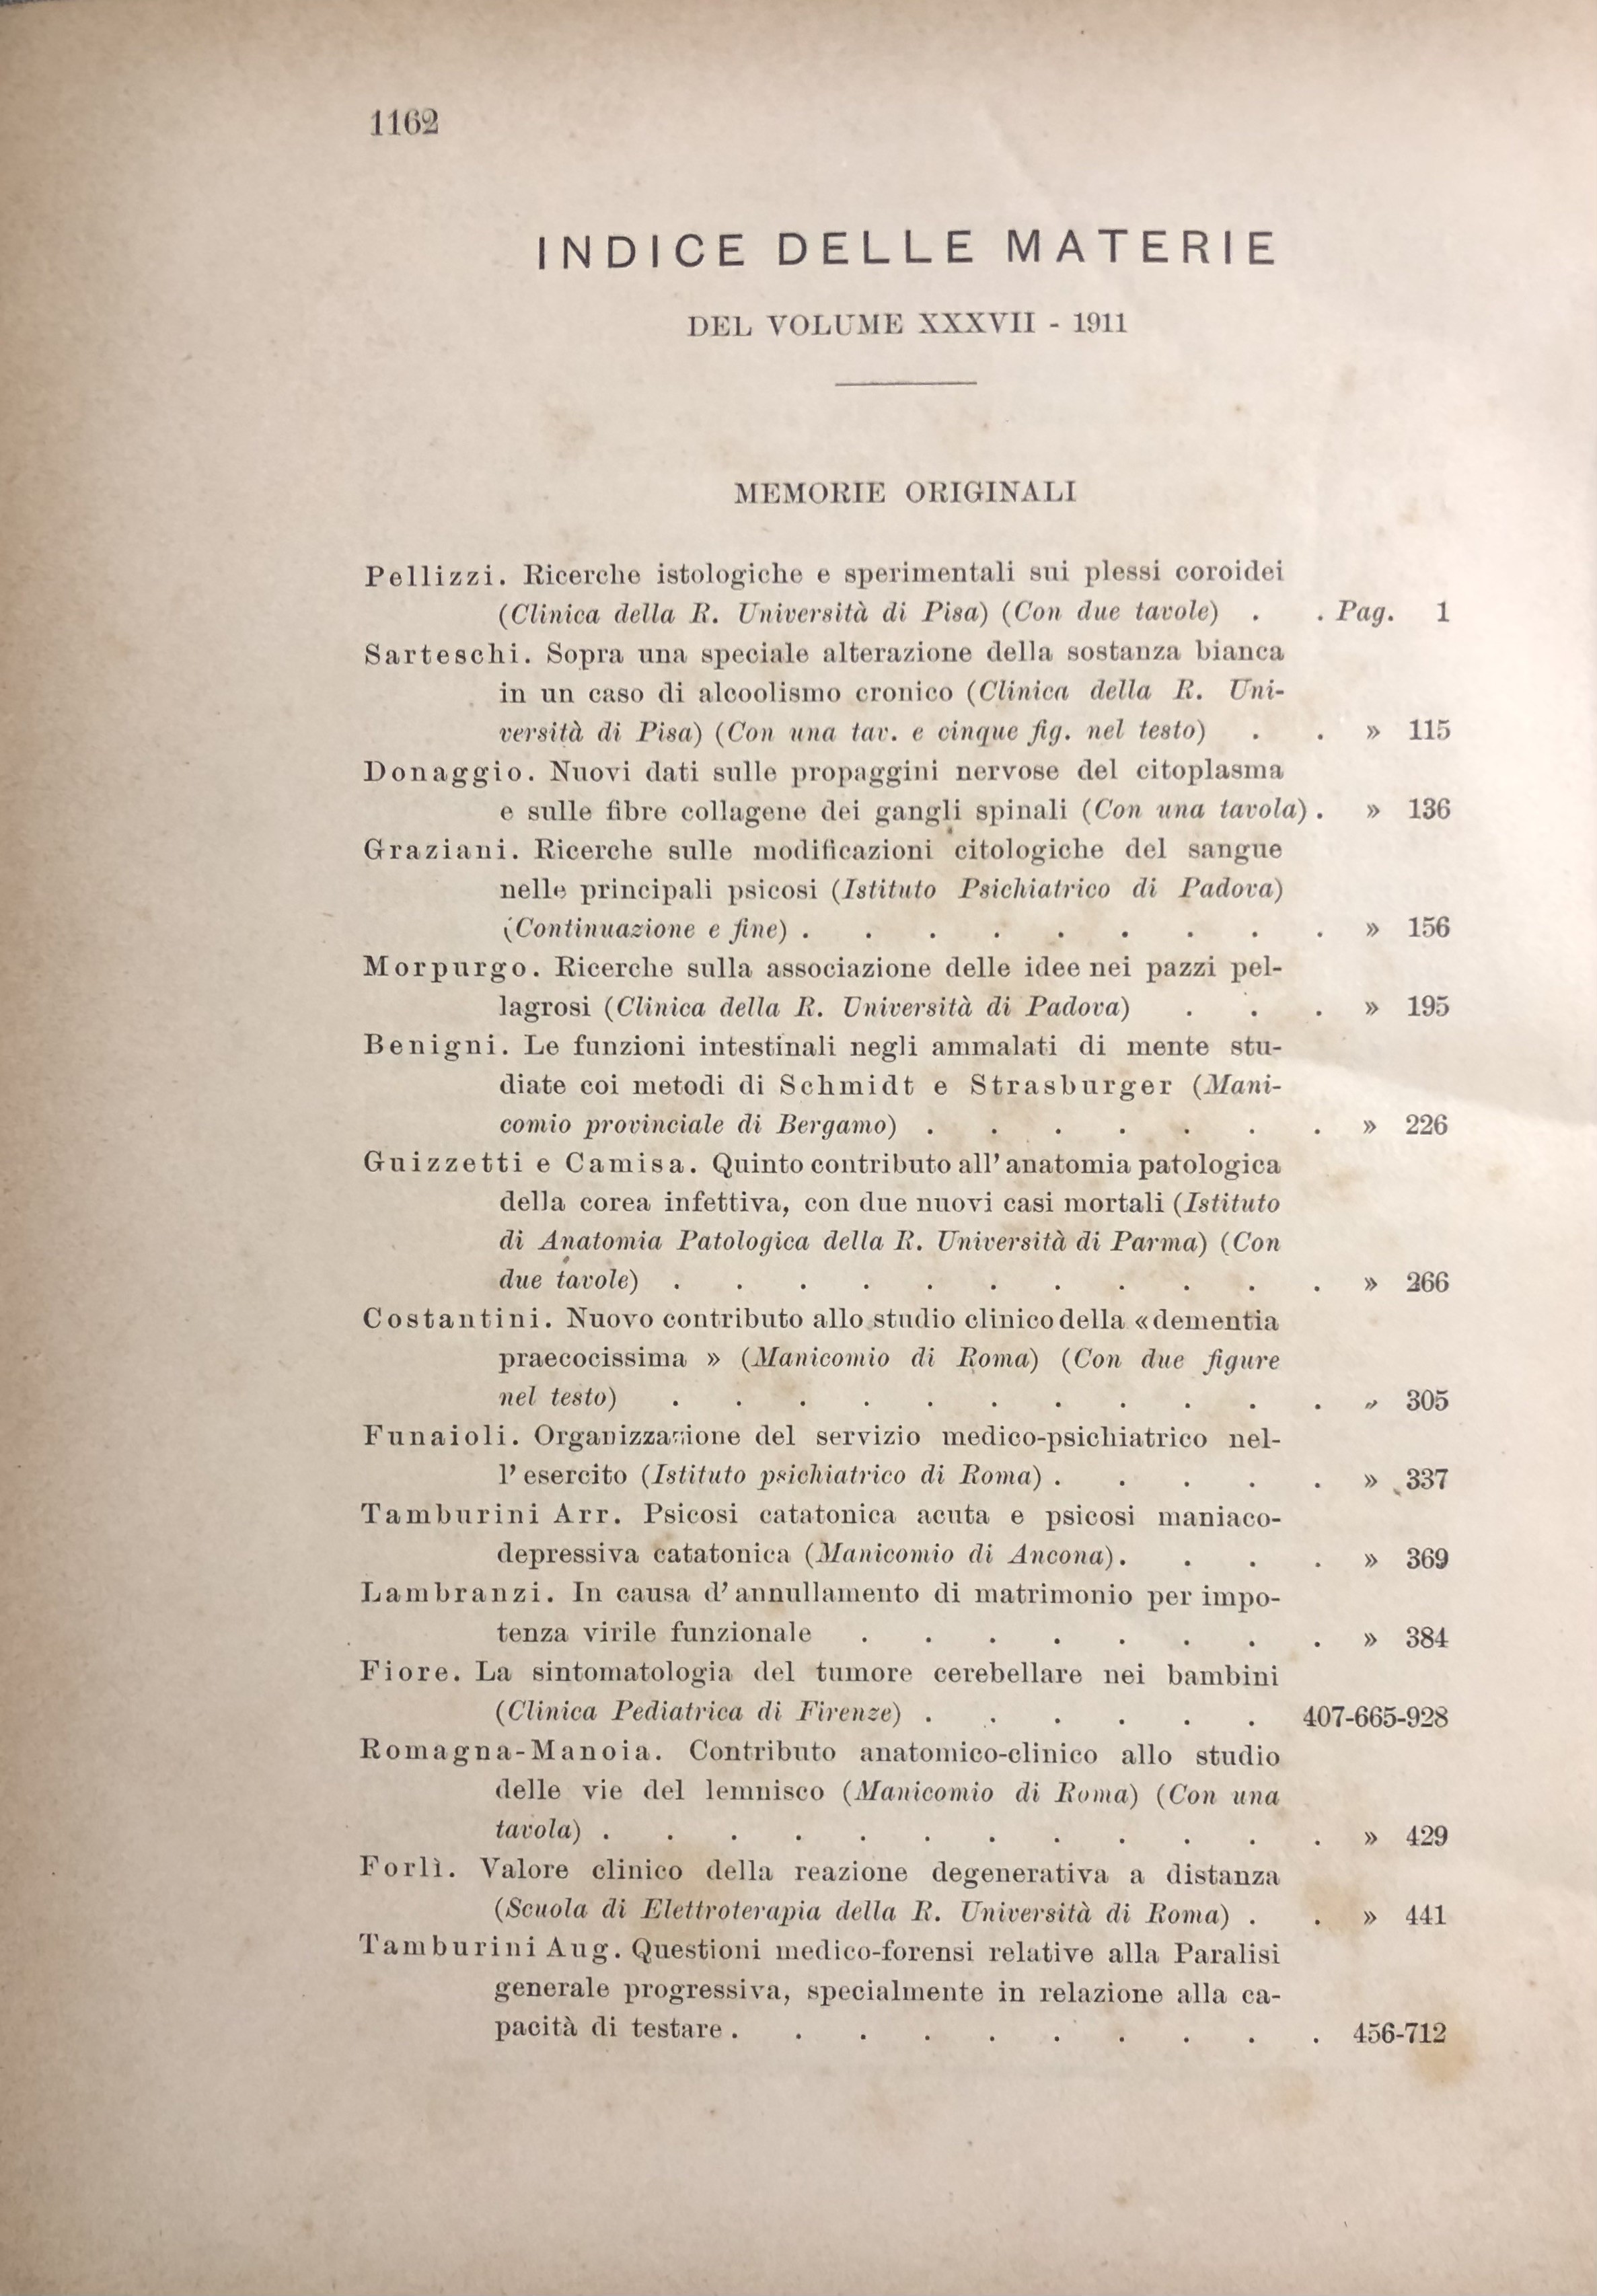 1162
INDICE DELLE MATERIE
DEL VOLUME XXXVII - 1911
MEMORIE ORIGINALI
Pellizzi. Ricerche istologiche e sperimentali sui plessi coroidei
(Clinica della R. Università di Pisa) (Con due tavole) . . Pag. 1
Sarteschi. Sopra una speciale alterazione della sostanza bianca
in un caso di alcoolismo cronico (Clinica della R. Uni-
versità di Pisa) (Con una tav. e cinque fig. nel testo) . . » 115
Donaggio. Nuovi dati sulle propaggini nervose del citoplasma
e sulle fibre collagene dei gangli spinali (Con una tavola) . » 136
Graziani. Ricerche sulle modificazioni citologiche del sangue
nelle principali psicosi (Istituto Psichiatrico di Padova)
(Continuazione e fine) . . . . . . . . . » 156
Morpurgo. Ricerche sulla associazione delle idee nei pazzi pel-
lagrosi (Clinica della R. Università di Padova) . . . » 195
Benigni. Le funzioni intestinali negli ammalati di mente stu-
diate coi metodi di Schmidt e Strasburger (Mani-
comio provinciale di Bergamo) . . . . . . . » 226
Guizzetti e Camisa. Quinto contributo all' anatomia patologica
della corea infettiva, con due nuovi casi mortali (Istituto
di Anatomia Patologica della R. Università di Parma) (Con
due tavole) . . . . . . . . . . . » 266
Costantini. Nuovo contributo allo studio clinico della «dementia
praecocissima » (Manicomio di Roma) (Con due figure
nel testo) . . . . . . . . . . . » 305
Funaioli. Organizzazione del servizio medico-psichiatrico nel-
l' esercito (Istituto psichiatrico di Roma) . . . . . » 337
Tamburini Arr. Psicosi catatonica acuta e psicosi maniaco-
depressiva catatonica (Manicomio di Ancona). . . . » 369
Lambranzi. In causa d' annullamento di matrimonio per impo-
tenza virile funzionale . . . . . . . . » 384
Fiore. La sintomatologia del tumore cerebellare nei bambini
(Clinica Pediatrica di Firenze) . . . . . . 407-665-928
Romagna-Manoia. Contributo anatomico-clinico allo studio
delle vie del lemnisco (Manicomio di Roma) (Con una
tavola) . . . . . . . . . . . . » 429
Forlì. Valore clinico della reazione degenerativa a distanza
(Scuola di Elettroterapia della R. Università di Roma) . . » 441
Tamburini Aug. Questioni medico-forensi relative alla Paralisi
generale progressiva, specialmente in relazione alla ca-
pacità di testare . . . . . . . . . . 456-712